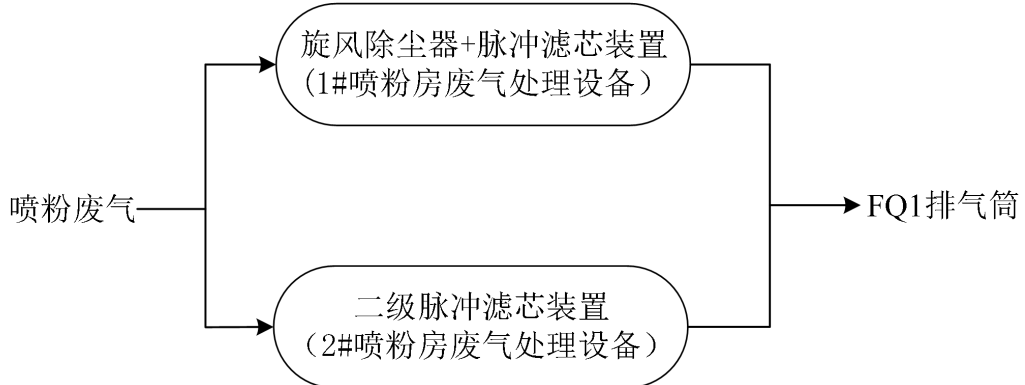 旋风除尘器+脉冲滤芯装置
(1#喷粉房废气处理设备）
喷粉废气
FQ1排气筒
二级脉冲滤芯装置
（2#喷粉房废气处理设备）